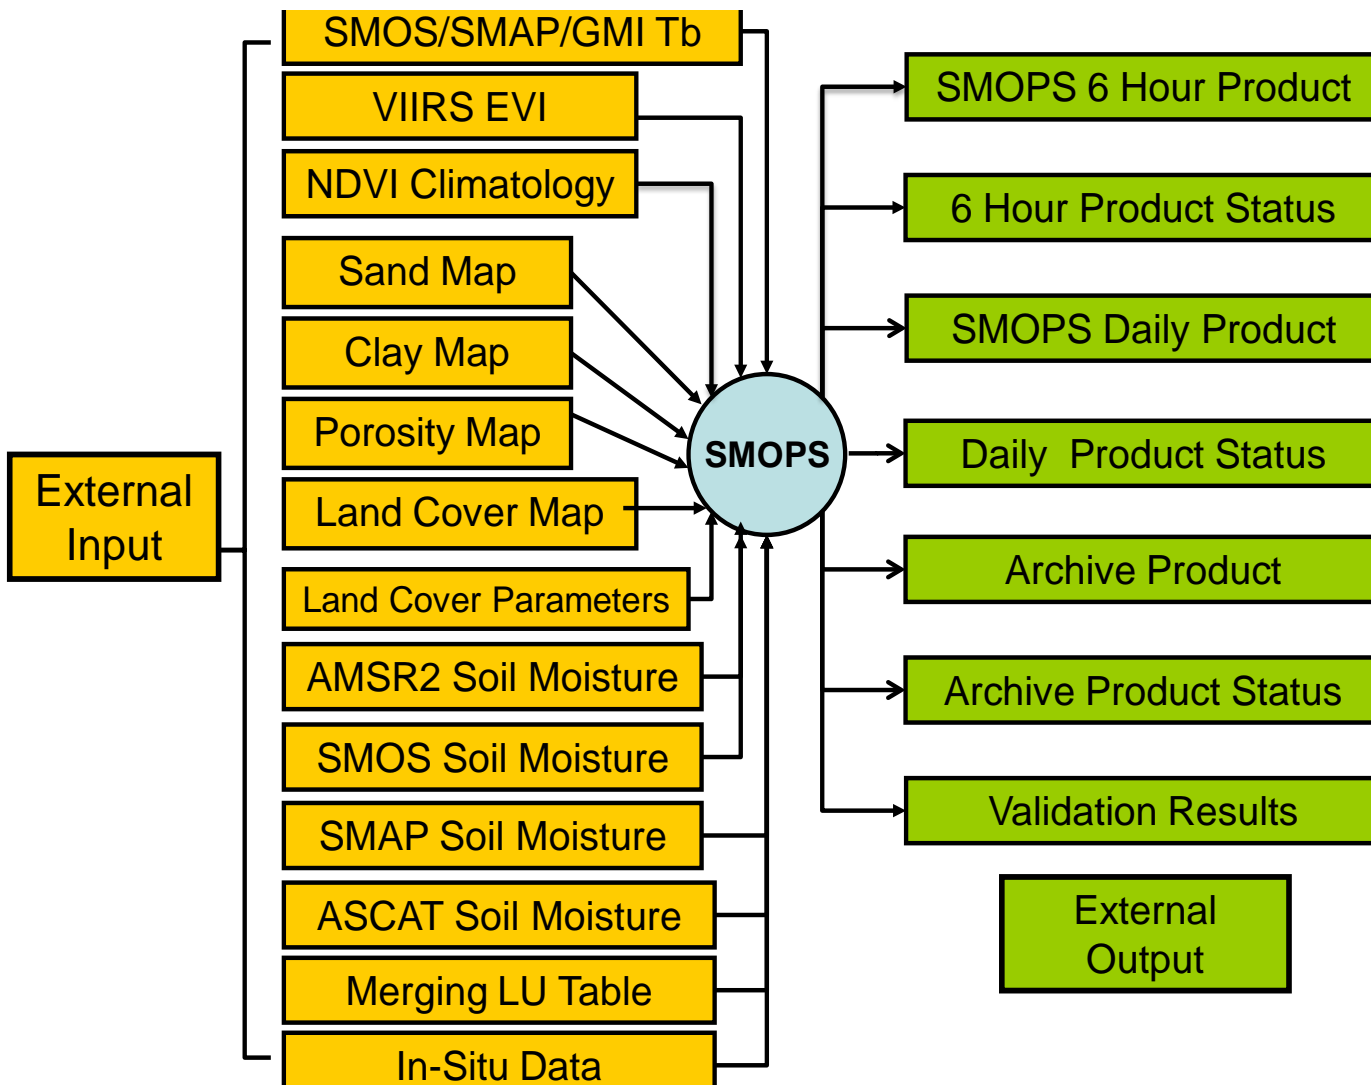 SMOS/SMAP/GMI Tb
VIIRS EVI
NDVI Climatology
Sand Map
Clay Map
Porosity Map
Land Cover Map
Land Cover Parameters
AMSR2 Soil Moisture
SMOS Soil Moisture
SMAP Soil Moisture
ASCAT Soil Moisture
Merging LU Table
In-Situ Data
External
Input
SMOPS
SMOPS 6 Hour Product
6 Hour Product Status
SMOPS Daily Product
Daily  Product Status
Archive Product
Archive Product Status
Validation Results
External
Output